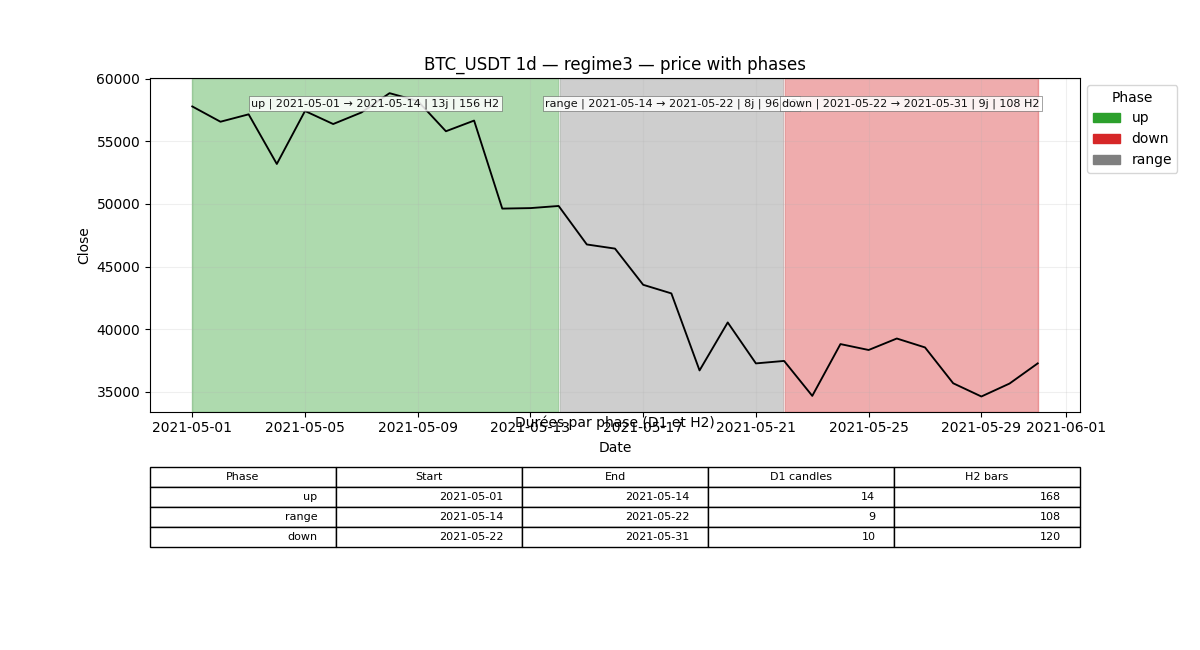 BTC_USDT 1d — regime3 — price with phases
60000
55000
50000
45000
40000
35000
Close
up | 2021-05-01 → 2021-05-14 | 13j | 156 H2
range | 2021-05-14 → 2021-05-22 | 8j | 96
down | 2021-05-22 → 2021-05-31 | 9j | 108 H2
Phase
up
down
range
2021-05-01 2021-05-05 2021-05-09 2021-05-13 2021-05-17 2021-05-21 2021-05-25 2021-05-29 2021-06-01
Durées par phase (D1 et H2)
Date
Phase Start End D1 candles H2 bars
up 2021-05-01 2021-05-14 14 168
range 2021-05-14 2021-05-22 9 108
down 2021-05-22 2021-05-31 10 120